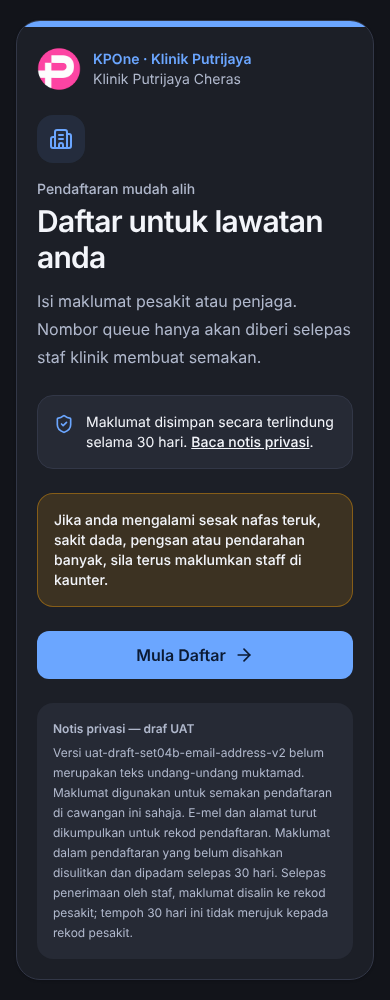 KPOne · Klinik Putrijaya
Klinik Putrijaya Cheras
Pendaftaran mudah alih
Daftar untuk lawatan
anda
Isi maklumat pesakit atau penjaga.
Nombor queue hanya akan diberi selepas
staf klinik membuat semakan.
Maklumat disimpan secara terlindung
selama 30 hari. Baca notis privasi.
Jika anda mengalami sesak nafas teruk,
sakit dada, pengsan atau pendarahan
banyak, sila terus maklumkan staff di
kaunter.
Mula Daftar →
Notis privasi — draf UAT
Versi uat-draft-set04b-email-address-v2 belum
merupakan teks undang-undang muktamad.
Maklumat digunakan untuk semakan pendaftaran
di cawangan ini sahaja. E-mel dan alamat turut
dikumpulkan untuk rekod pendaftaran. Maklumat
dalam pendaftaran yang belum disahkan
disulitkan dan dipadam selepas 30 hari. Selepas
penerimaan oleh staf, maklumat disalin ke rekod
pesakit; tempoh 30 hari ini tidak merujuk kepada
rekod pesakit.